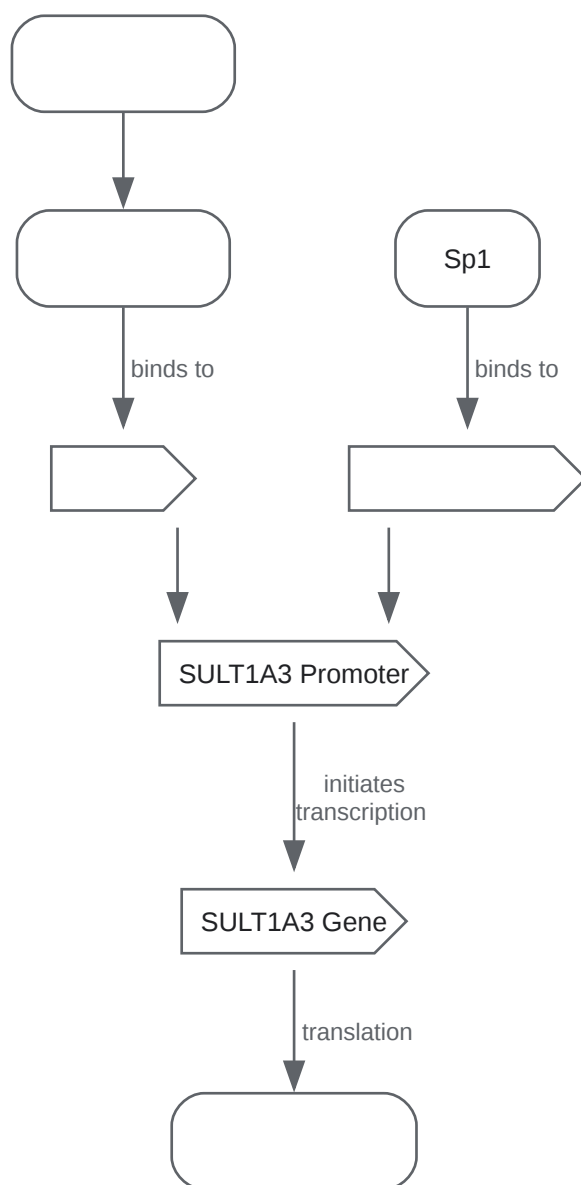 Sp1
binds to
binds to
SULT1A3 Promoter
initiates
transcription
SULT1A3 Gene
translation